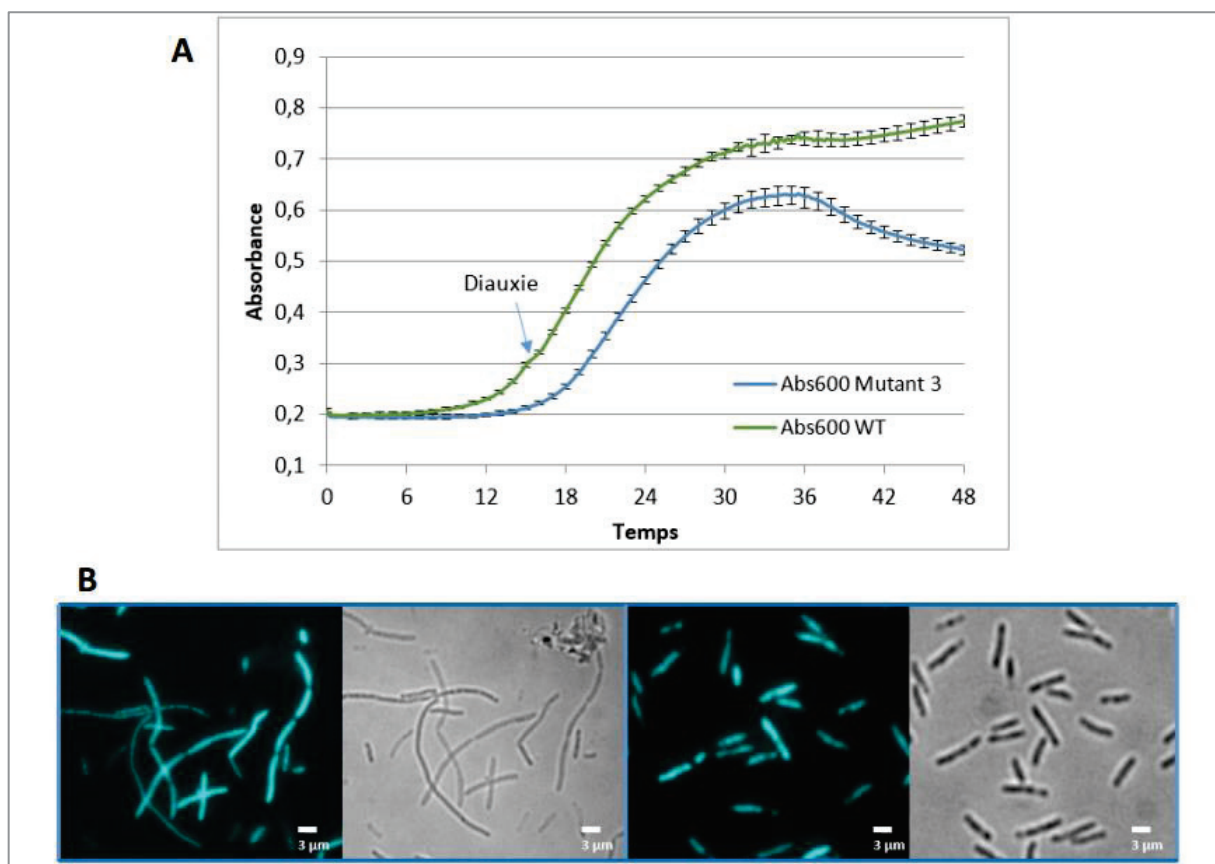 A
0,9
0,8
0,7
0,6
0,5
0,4
0,3
0,2
0,1
Absorbance
Diauxie
Abs600 Mutant 3
Abs600 WT
0 6 12 18 24 30 36 42 48
Temps
B
3 µm 3 µm 3 µm 3 µm